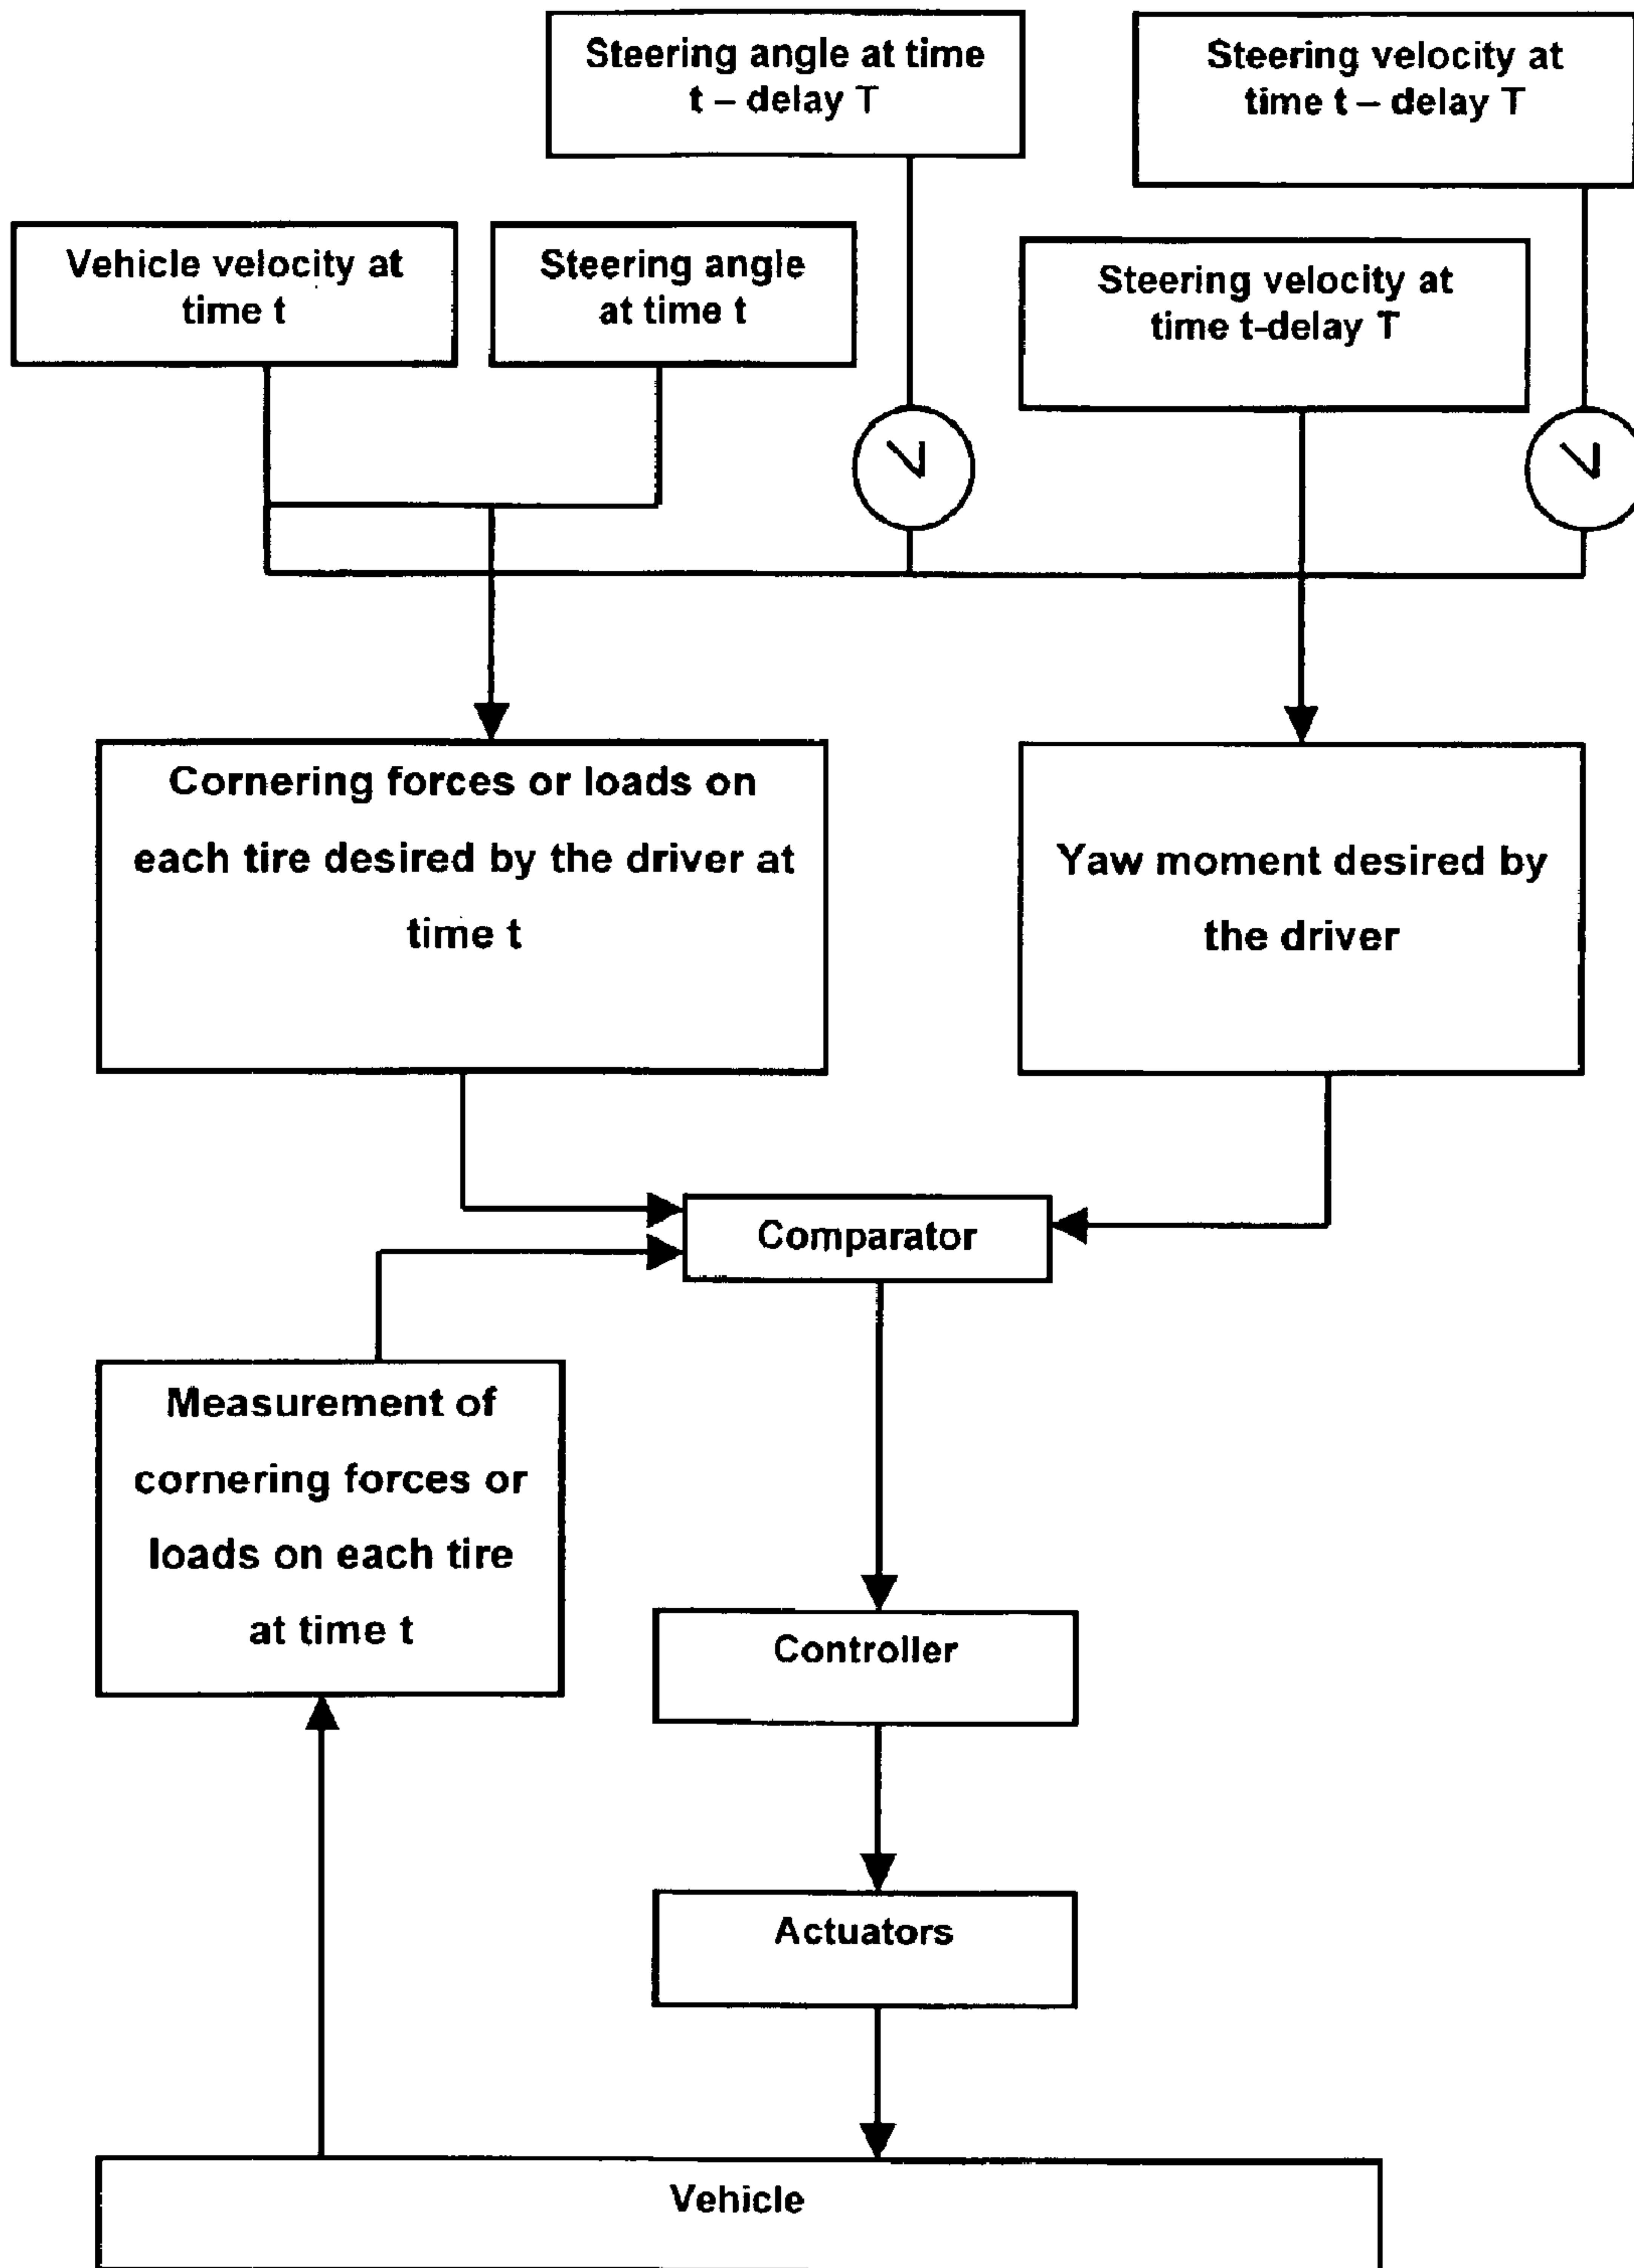 Steering angle at time
t – delay T
Steering velocity at
time t – delay T
Vehicle velocity at
time t
Steering angle
at time t
Steering velocity at
time t-delay T
Cornering forces or loads on
each tire desired by the driver at
time t
Yaw moment desired by
the driver
Comparator
Measurement of
cornering forces or
loads on each tire
at time t
Controller
Actuators
Vehicle